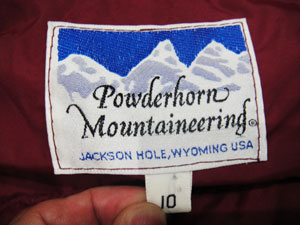 Powderhorn
Mountaineering®
JACKSON HOLE, WYOMING USA
10